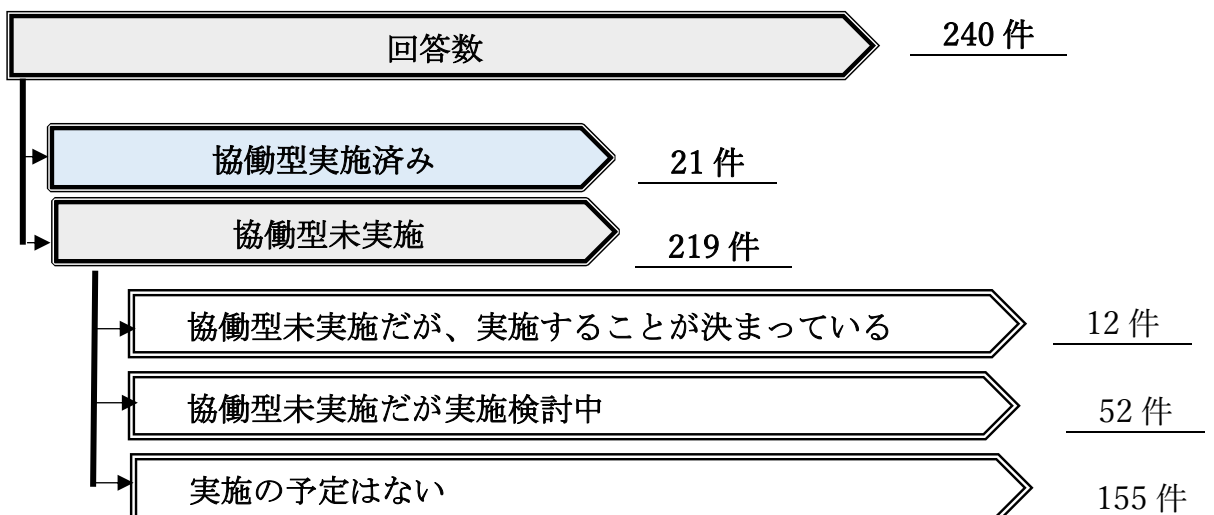 回答数 240 件
協働型実施済み 21 件
協働型未実施 219 件
協働型未実施だが、実施することが決まっている 12 件
協働型未実施だが実施検討中 52 件
実施の予定はない 155 件